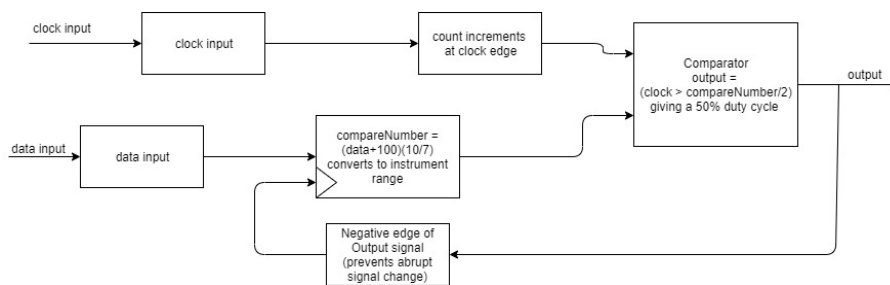 clock input
clock input
count increments
at clock edge
Comparator
output =
(clock > compareNumber/2)
giving a 50% duty cycle
output
data input
data input
compareNumber =
(data+100)(10/7)
converts to instrument
range
Negative edge of
Output signal
(prevents abrupt
signal change)